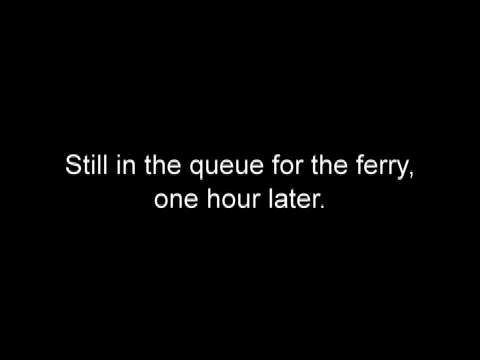 Still in the queue for the ferry,
one hour later.